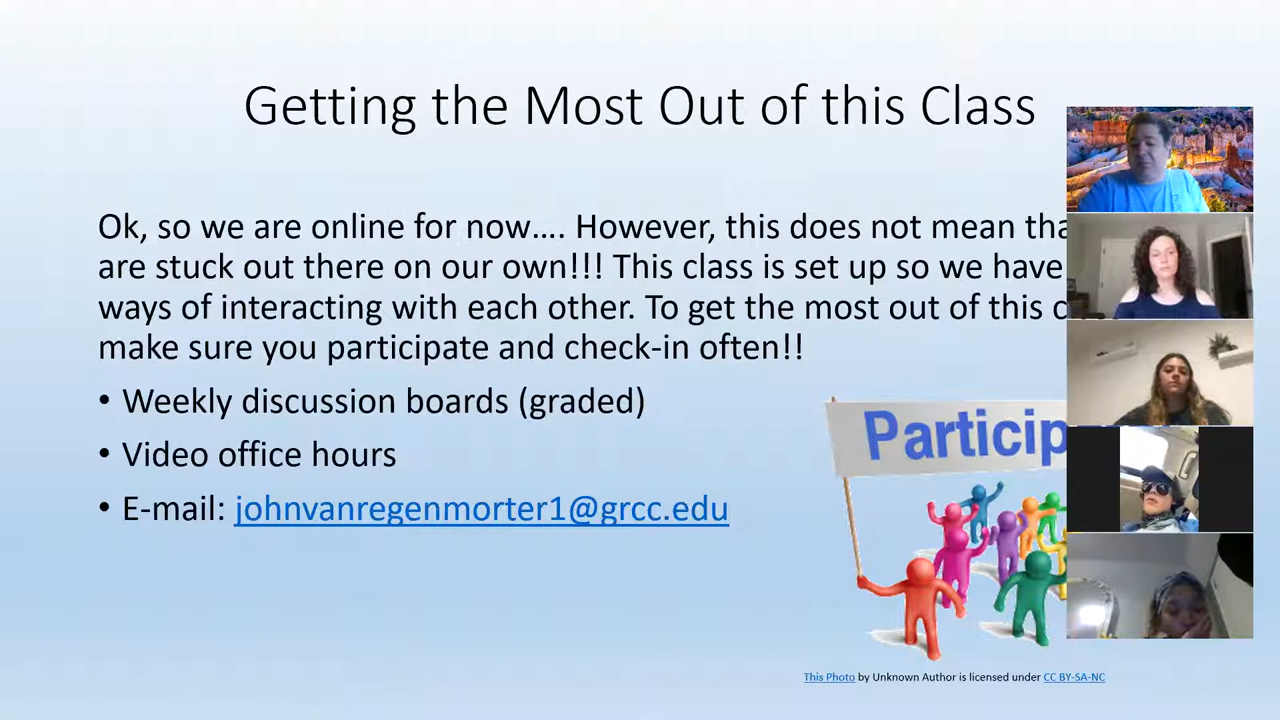 Getting the Most Out of this Class
Ok, so we are online for now…. However, this does not mean
are stuck out there on our own!!! This class is set up so we have
ways of interacting with each other. To get the most out of this
make sure you participate and check-in often!!
• Weekly discussion boards (graded)
• Video office hours
• E-mail: johnvanregenmorter1@grcc.edu
Particip
This Photo by Unknown Author is licensed under CC BY-SA-NC